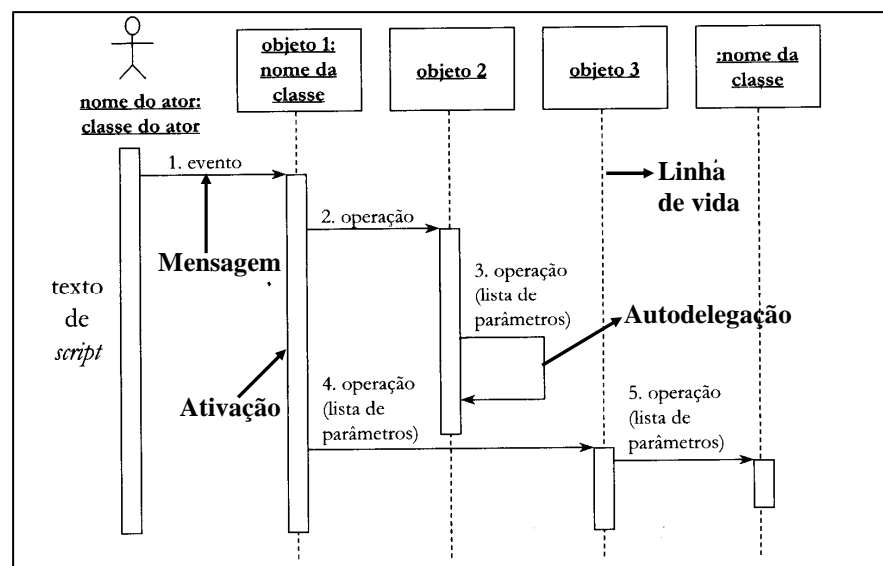 objeto 1:
nome da
classe
objeto 2
objeto 3
:nome da
classe
nome do ator:
classe do ator
1. evento
Linha
de vida
2. operação
Mensagem
3. operação
(lista de
parâmetros)
texto
de
script
Autodelegação
Ativação
4. operação
(lista de
parâmetros)
5. operação
(lista de
parâmetros)